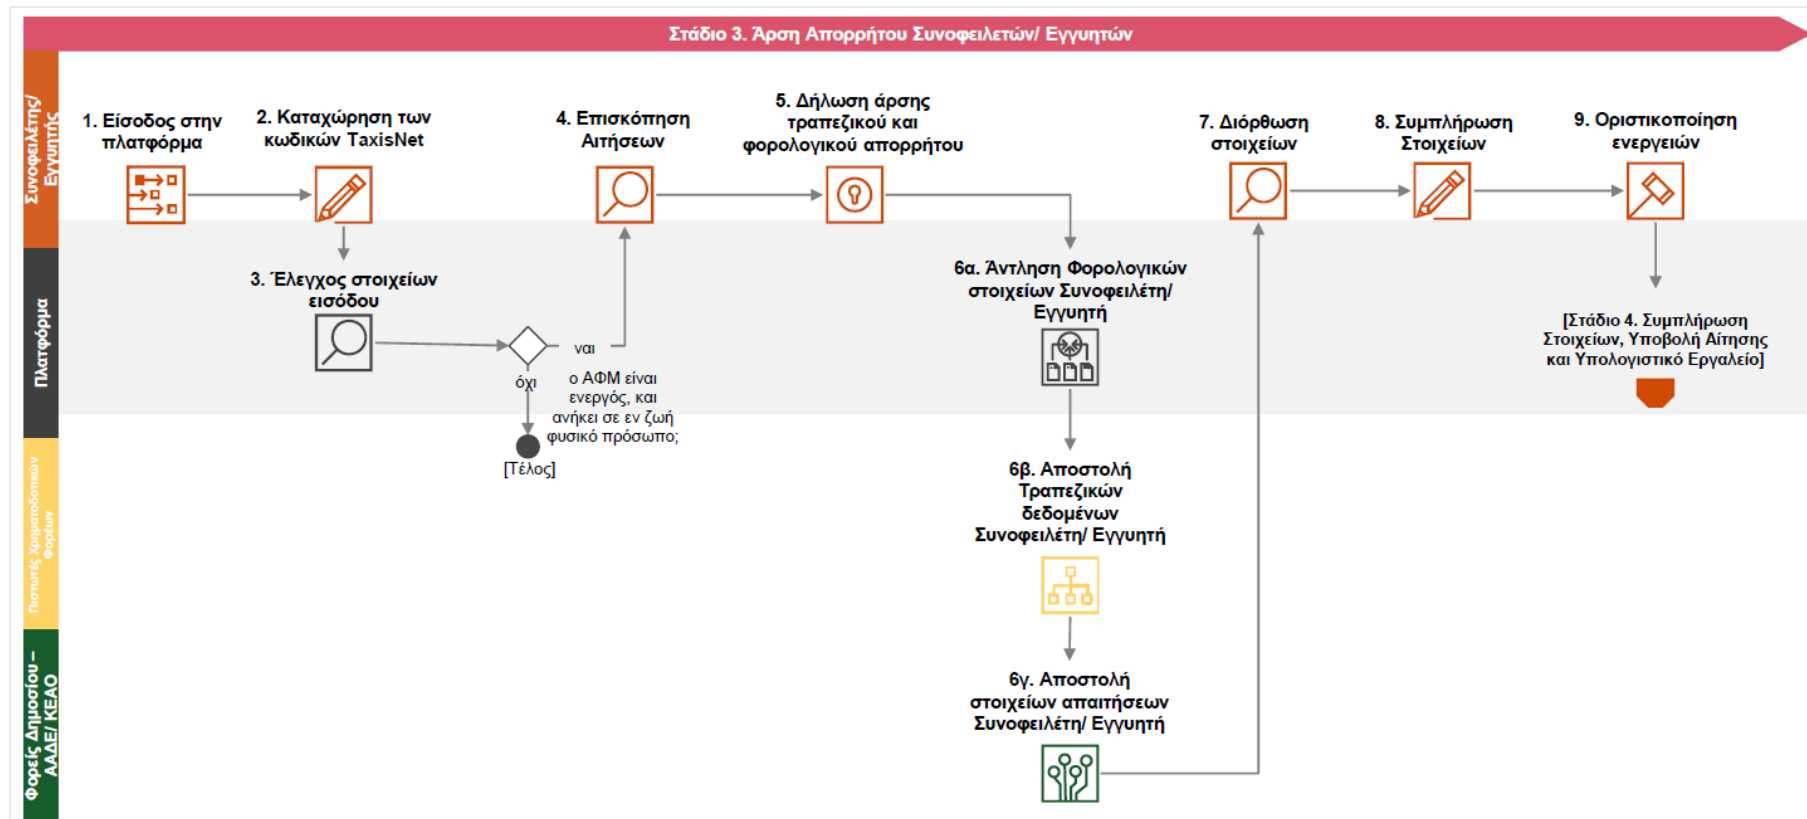 Στάδιο 3. Άρση Απορρήτου Συνοφειλετών/ Εγγυητών
Συνοφειλέτης/
Εγγυητής
1. Είσοδος στην
πλατφόρμα
2. Καταχώρηση των
κωδικών TaxisNet
4. Επισκόπηση
Αιτήσεων
5. Δήλωση άρσης
τραπεζικού και
φορολογικού απορρήτου
7. Διόρθωση
στοιχείων
8. Συμπλήρωση
Στοιχείων
9. Οριστικοποίηση
ενεργειών
Πλατφόρμα
3. Έλεγχος στοιχείων
εισόδου
ναι
όχι
ο ΑΦΜ είναι
ενεργός, και
ανήκει σε εν ζωή
φυσικό πρόσωπο;
[Τέλος]
6α. Άντληση Φορολογικών
στοιχείων Συνοφειλέτη/
Εγγυητή
[Στάδιο 4. Συμπλήρωση
Στοιχείων, Υποβολή Αίτησης
και Υπολογιστικό Εργαλείο]
Πιστωτές Χρηματοδοτικών
Φορέων
6β. Αποστολή
Τραπεζικών
δεδομένων
Συνοφειλέτη/ Εγγυητή
Φορείς Δημοσίου –
ΑΑΔΕ/ ΚΕΑΟ
6γ. Αποστολή
στοιχείων απαιτήσεων
Συνοφειλέτη/ Εγγυητή